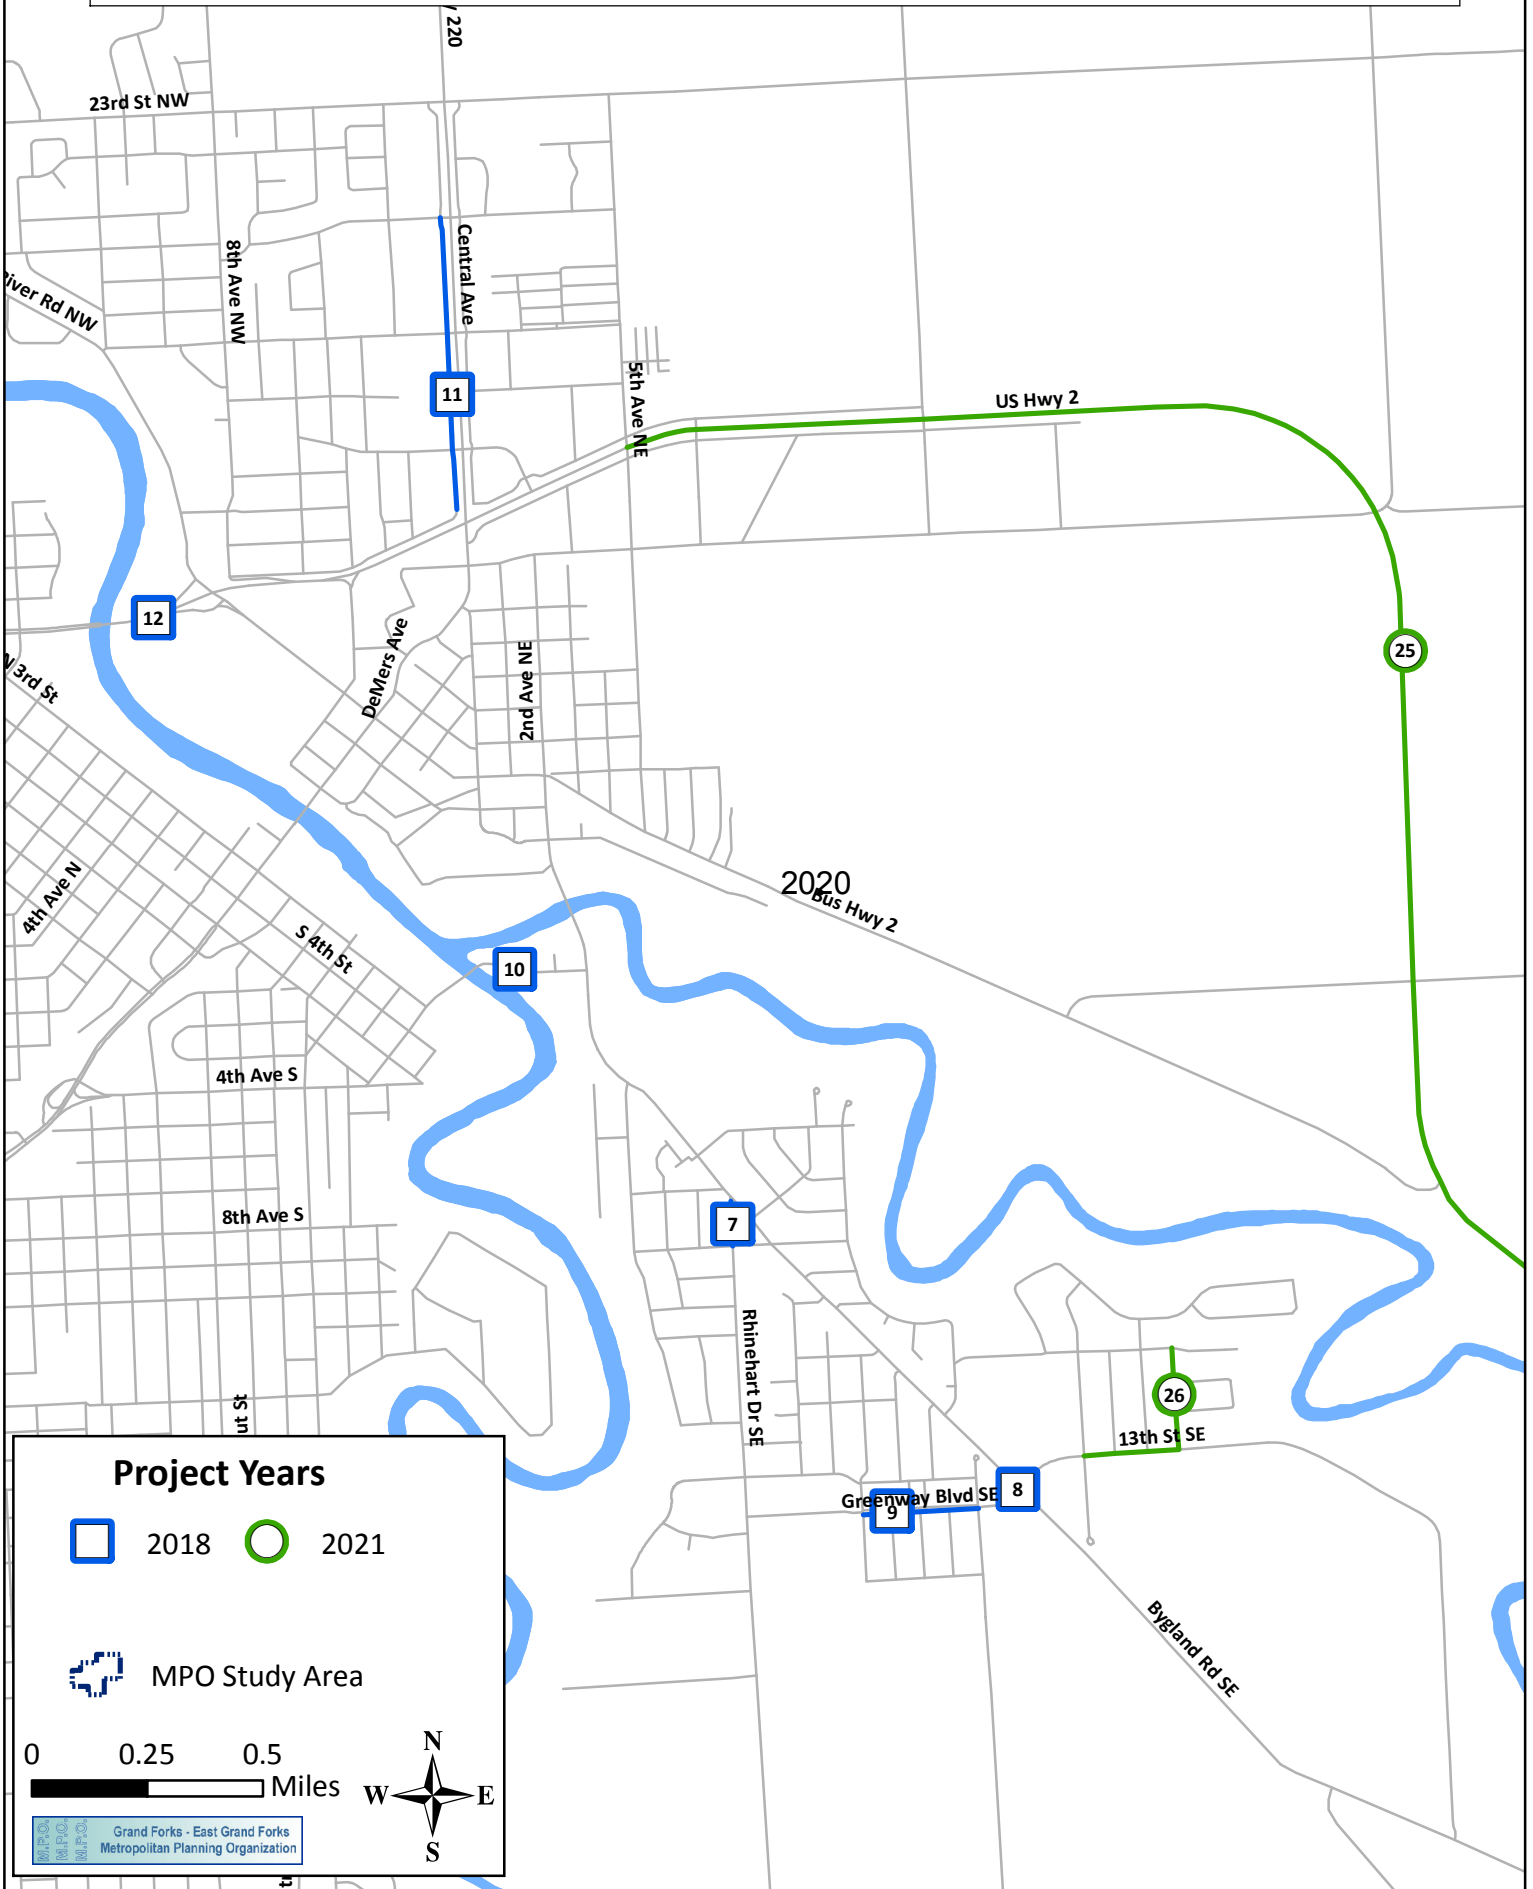 220
23rd St NW
8th Ave NW
Central Ave
River Rd NW
11
5th Ave NE
US Hwy 2
12
25
N 3rd St
DeMers Ave
2nd Ave NE
2020
Bus Hwy 2
4th Ave N
S 4th St
10
4th Ave S
8th Ave S
7
Rhinehart Dr SE
26
13th St SE
Greenway Blvd SE
9
8
Bygland Rd SE
Project Years
2018
2021
MPO Study Area
0 0.25 0.5
Miles
N
W E
S
M.P.O.
M.P.O.
M.P.O.
Grand Forks - East Grand Forks
Metropolitan Planning Organization